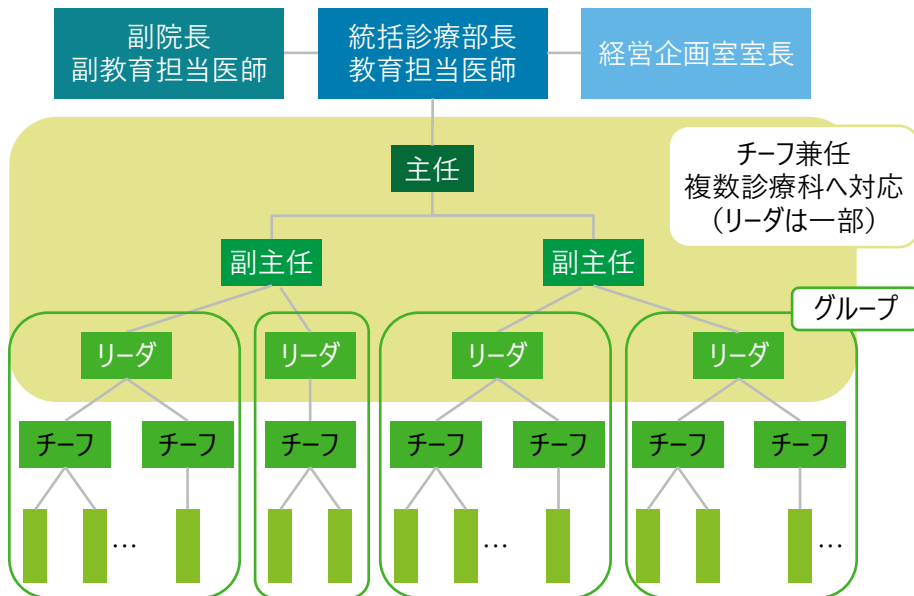 副院長
副教育担当医師
統括診療部長
教育担当医師
経営企画室室長
チーフ兼任
複数診療科へ対応
（リーダは一部）
主任
副主任
副主任
グループ
リーダ
リーダ
リーダ
リーダ
チーフ
チーフ
チーフ
チーフ
チーフ
チーフ
チーフ
…
…
…